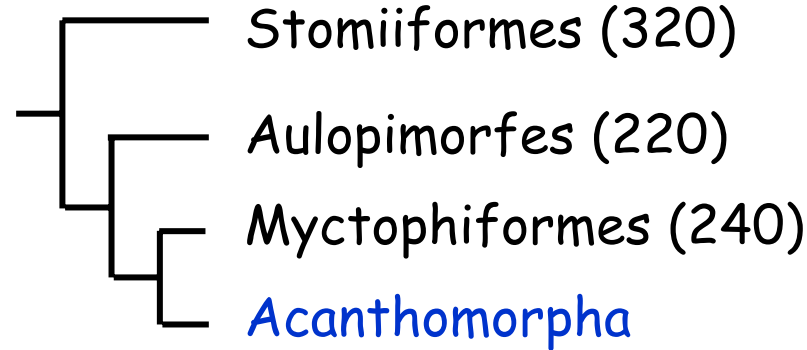 Stomiiformes (320)
Aulopimorfes (220)
Myctophiformes (240)
Acanthomorpha